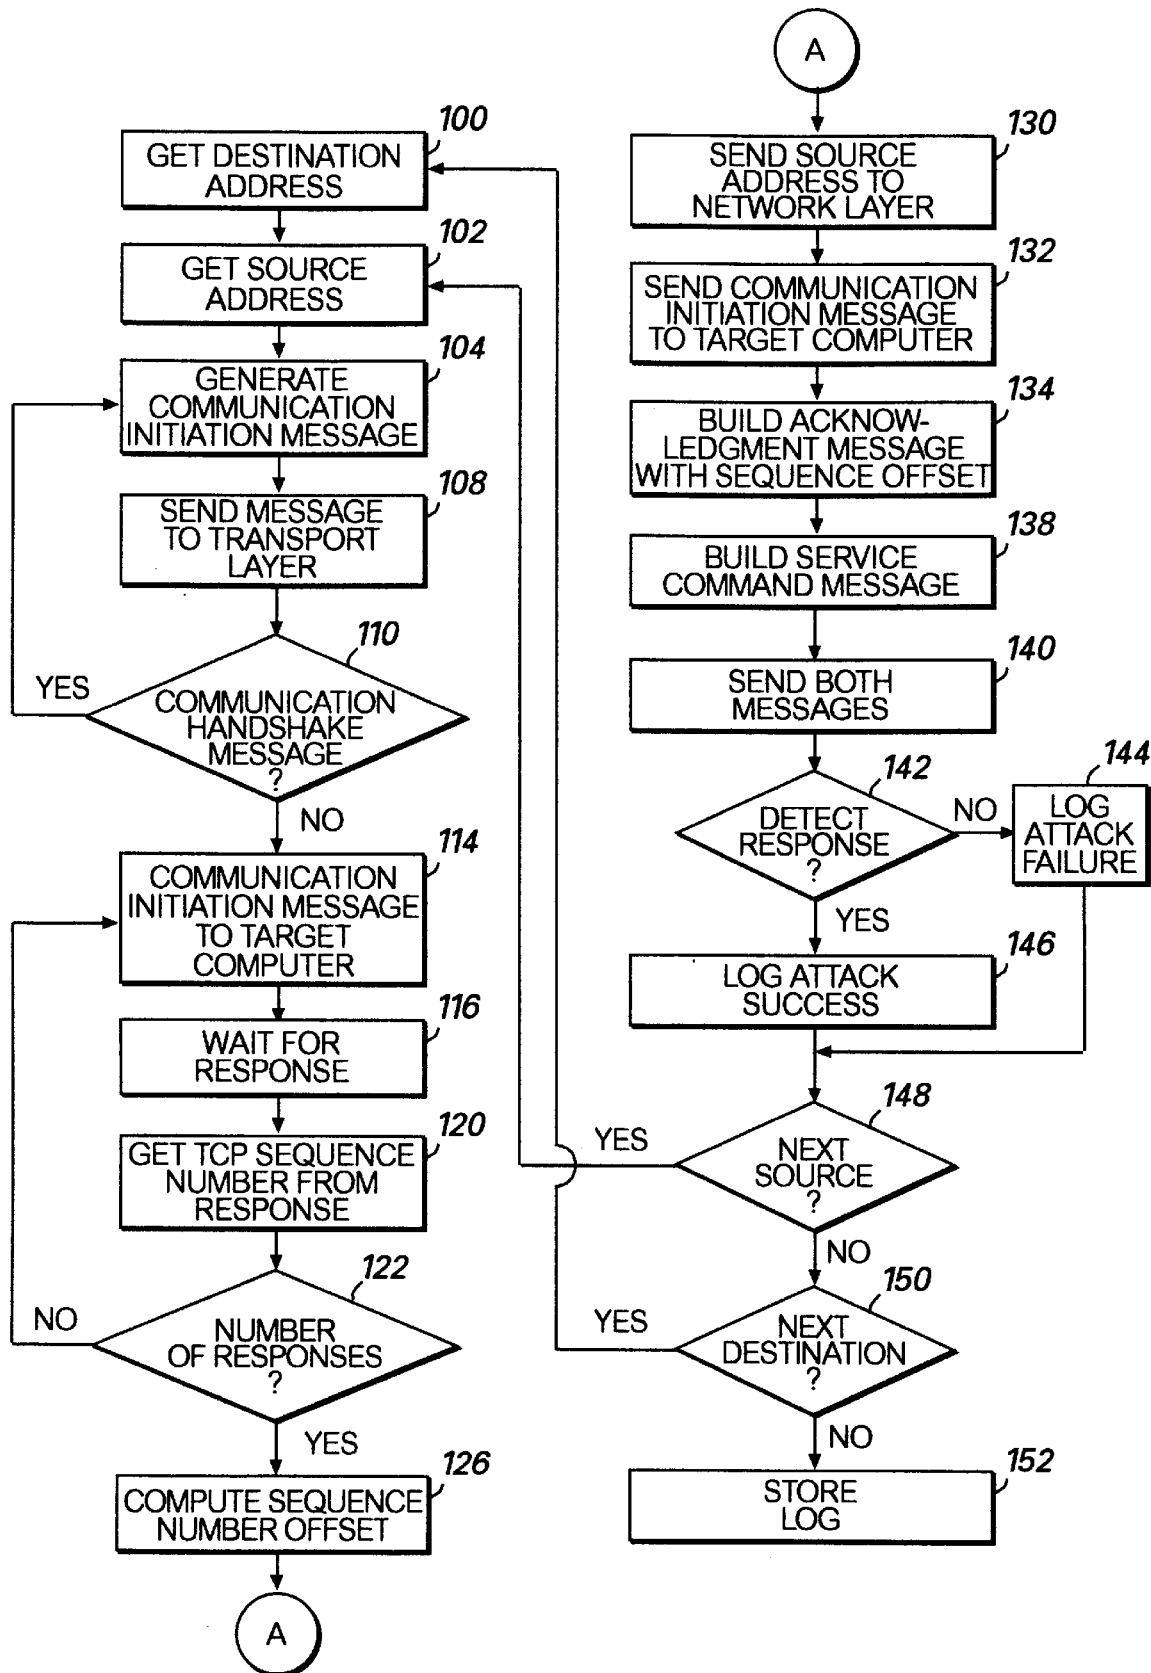 100
GET DESTINATION
ADDRESS
102
GET SOURCE
ADDRESS
104
GENERATE
COMMUNICATION
INITIATION MESSAGE
108
SEND MESSAGE
TO TRANSPORT
LAYER
110
YES
COMMUNICATION
HANDSHAKE
MESSAGE
?
NO
114
COMMUNICATION
INITIATION MESSAGE
TO TARGET
COMPUTER
116
WAIT FOR
RESPONSE
120
GET TCP SEQUENCE
NUMBER FROM
RESPONSE
122
NO
NUMBER
OF RESPONSES
?
YES
126
COMPUTE SEQUENCE
NUMBER OFFSET
A
A
130
SEND SOURCE
ADDRESS TO
NETWORK LAYER
132
SEND COMMUNICATION
INITIATION MESSAGE
TO TARGET COMPUTER
134
BUILD ACKNOW-
LEDGMENT MESSAGE
WITH SEQUENCE OFFSET
138
BUILD SERVICE
COMMAND MESSAGE
140
SEND BOTH
MESSAGES
142
DETECT
RESPONSE
?
NO
144
LOG
ATTACK
FAILURE
YES
146
LOG ATTACK
SUCCESS
148
YES
NEXT
SOURCE
?
NO
150
YES
NEXT
DESTINATION
?
NO
152
STORE
LOG